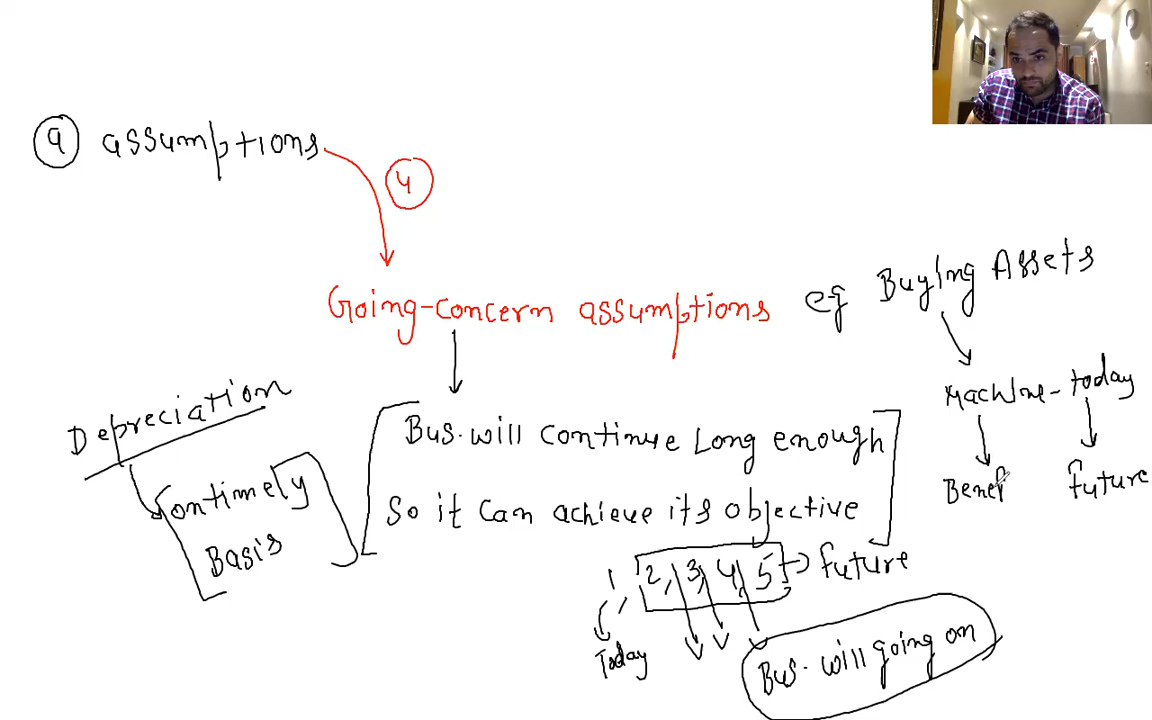 9 assumptions
4
Going-concern assumptions eg Buying Assets
Machine - today
Benef future
Depreciation
Contimely
Basis
Bus. will continue Long enough
So it can achieve its objective
1, 2, 3, 4, 5 → future
Today
Bus. will going on